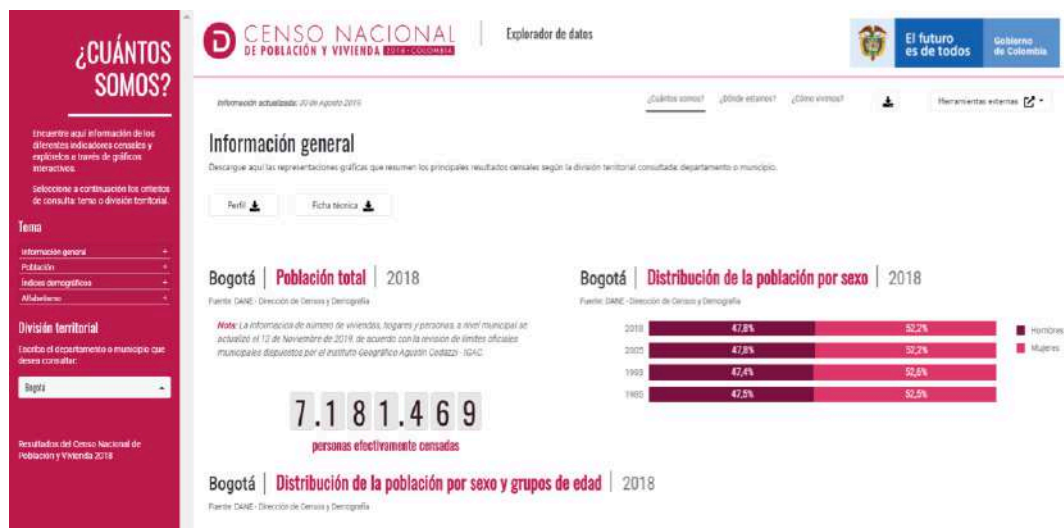 ¿CUÁNTOS
SOMOS?
Encuentre aquí información de los
diferentes indicadores censales y
explórelos a través de gráficos
interactivos.
Seleccione a continuación los criterios
de consulta: tema o división territorial.
Tema
Información general +
Población +
Índices demográficos +
Alfabetismo +
División territorial
Escriba el departamento o municipio que
desea consultar:
Bogotá
Resultados del Censo Nacional de
Población y Vivienda 2018
CENSO NACIONAL
DE POBLACIÓN Y VIVIENDA 2018 - COLOMBIA
Explorador de datos
El futuro
es de todos
Gobierno
de Colombia
Información actualizada: 30 de Agosto 2019
¿Cuántos somos? ¿Dónde estamos? ¿Cómo vivimos? Herramientas externas
Información general
Descargue aquí las representaciones gráficas que resumen los principales resultados censales según la división territorial consultada: departamento o municipio.
Perfil Ficha técnica
Bogotá | Población total | 2018
Fuente: DANE - Dirección de Censos y Demografía
Nota: La información de número de viviendas, hogares y personas, a nivel municipal se
actualizó el 12 de Noviembre de 2019, de acuerdo con la revisión de límites oficiales
municipales dispuestos por el Instituto Geográfico Agustín Codazzi - IGAC.
7.181.469
personas efectivamente censadas
Bogotá | Distribución de la población por sexo | 2018
Fuente: DANE - Dirección de Censos y Demografía
2018 47,8% 52,2%
2005 47,8% 52,2%
1993 47,4% 52,6%
1985 47,5% 52,5%
Hombres
Mujeres
Bogotá | Distribución de la población por sexo y grupos de edad | 2018
Fuente: DANE - Dirección de Censos y Demografía